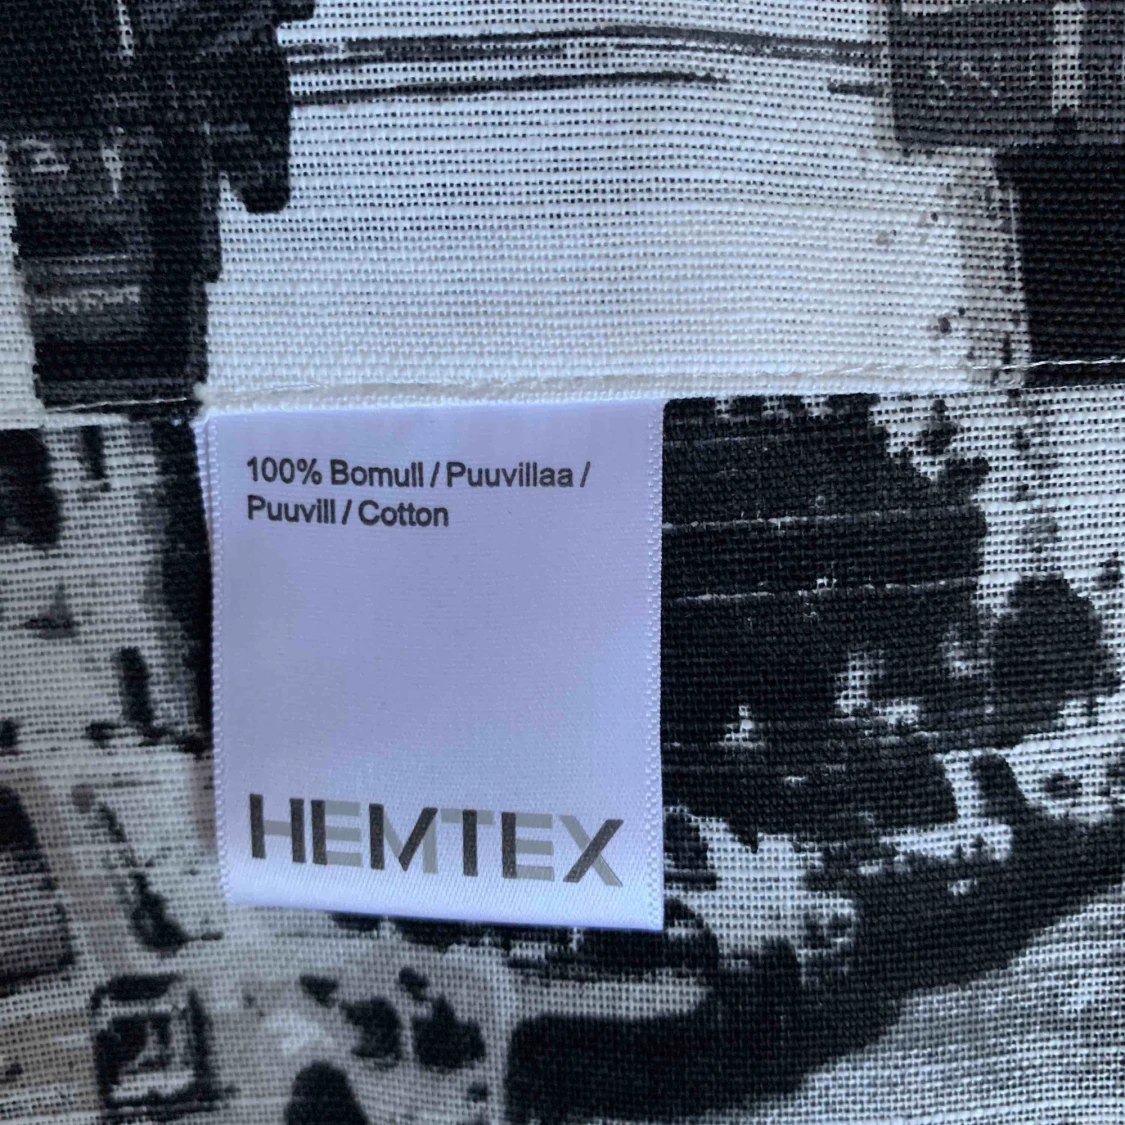 100% Bomull / Puuvillaa /
Puuvill / Cotton
HEMTEX